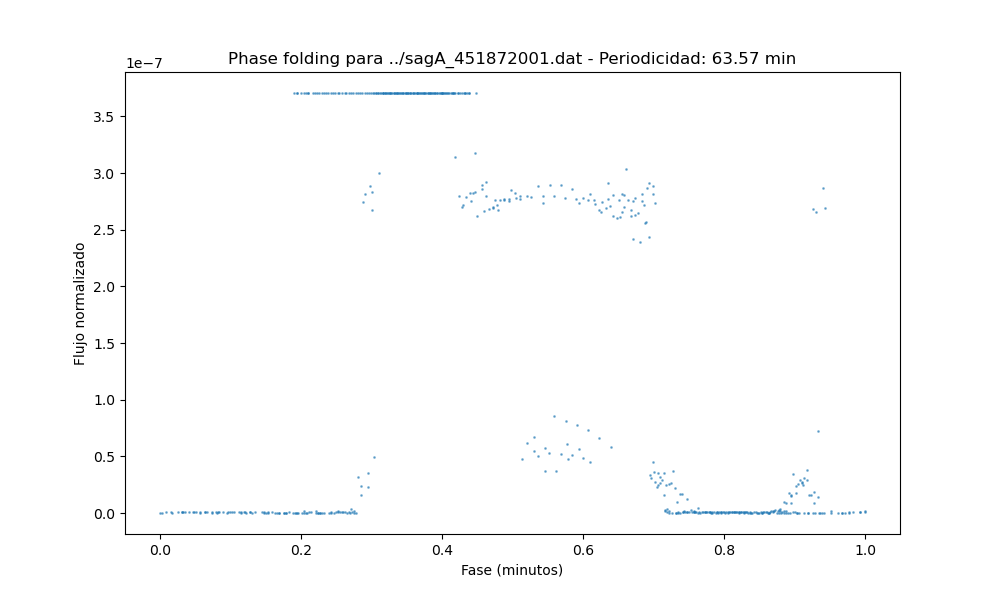 Phase folding para ../sagA_451872001.dat - Periodicidad: 63.57 min
1e−7
3.5
3.0
2.5
2.0
1.5
1.0
0.5
0.0
Flujo normalizado
0.0 0.2 0.4 0.6 0.8 1.0
Fase (minutos)